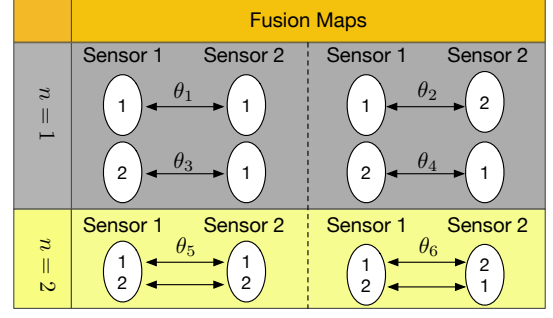 Fusion Maps
n = 1
Sensor 1 Sensor 2 Sensor 1 Sensor 2
1 θ₁ 1 1 θ₂ 2
2 θ₃ 1 2 θ₄ 1
n = 2
Sensor 1 Sensor 2 Sensor 1 Sensor 2
1 θ₅ 1 1 θ₆ 2
2 2 2 1